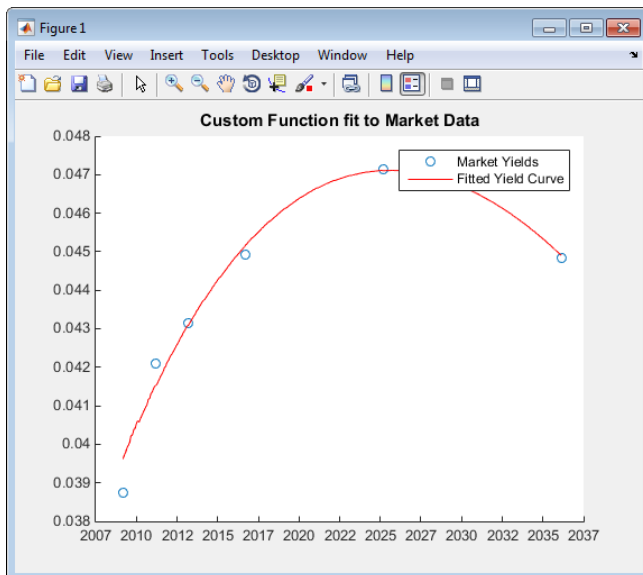 Figure 1
File Edit View Insert Tools Desktop Window Help
Custom Function fit to Market Data
0.048
0.047
0.046
0.045
0.044
0.043
0.042
0.041
0.04
0.039
0.038
Market Yields
Fitted Yield Curve
2007 2010 2012 2015 2017 2020 2022 2025 2027 2030 2032 2035 2037